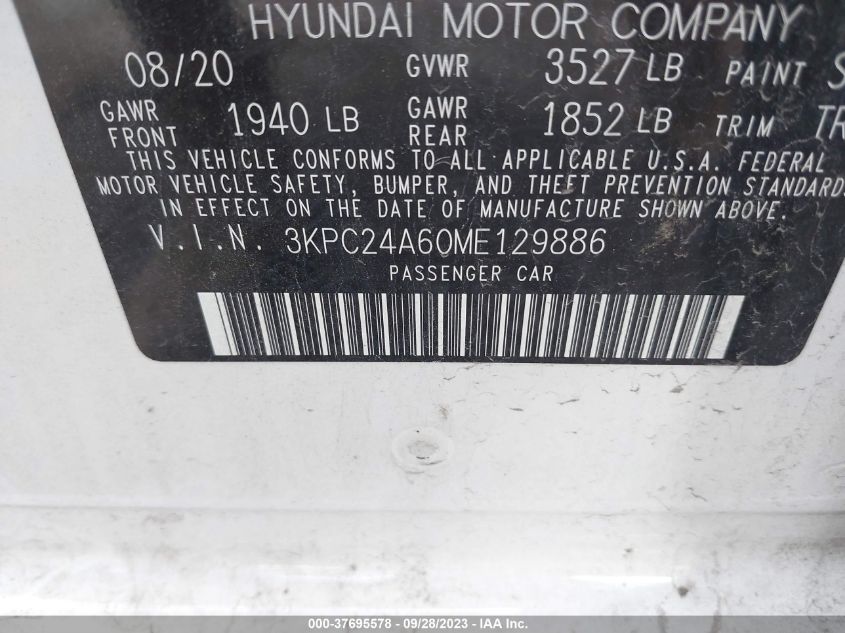 HYUNDAI MOTOR COMPANY
08/20 GVWR 3527 LB PAINT
GAWR FRONT 1940 LB GAWR REAR 1852 LB TRIM
THIS VEHICLE CONFORMS TO ALL APPLICABLE U.S.A. FEDERAL
MOTOR VEHICLE SAFETY, BUMPER, AND THEFT PREVENTION STANDARDS
IN EFFECT ON THE DATE OF MANUFACTURE SHOWN ABOVE.
V.I.N. 3KPC24A60ME129886
PASSENGER CAR
000-37695578 - 09/28/2023 - IAA Inc.